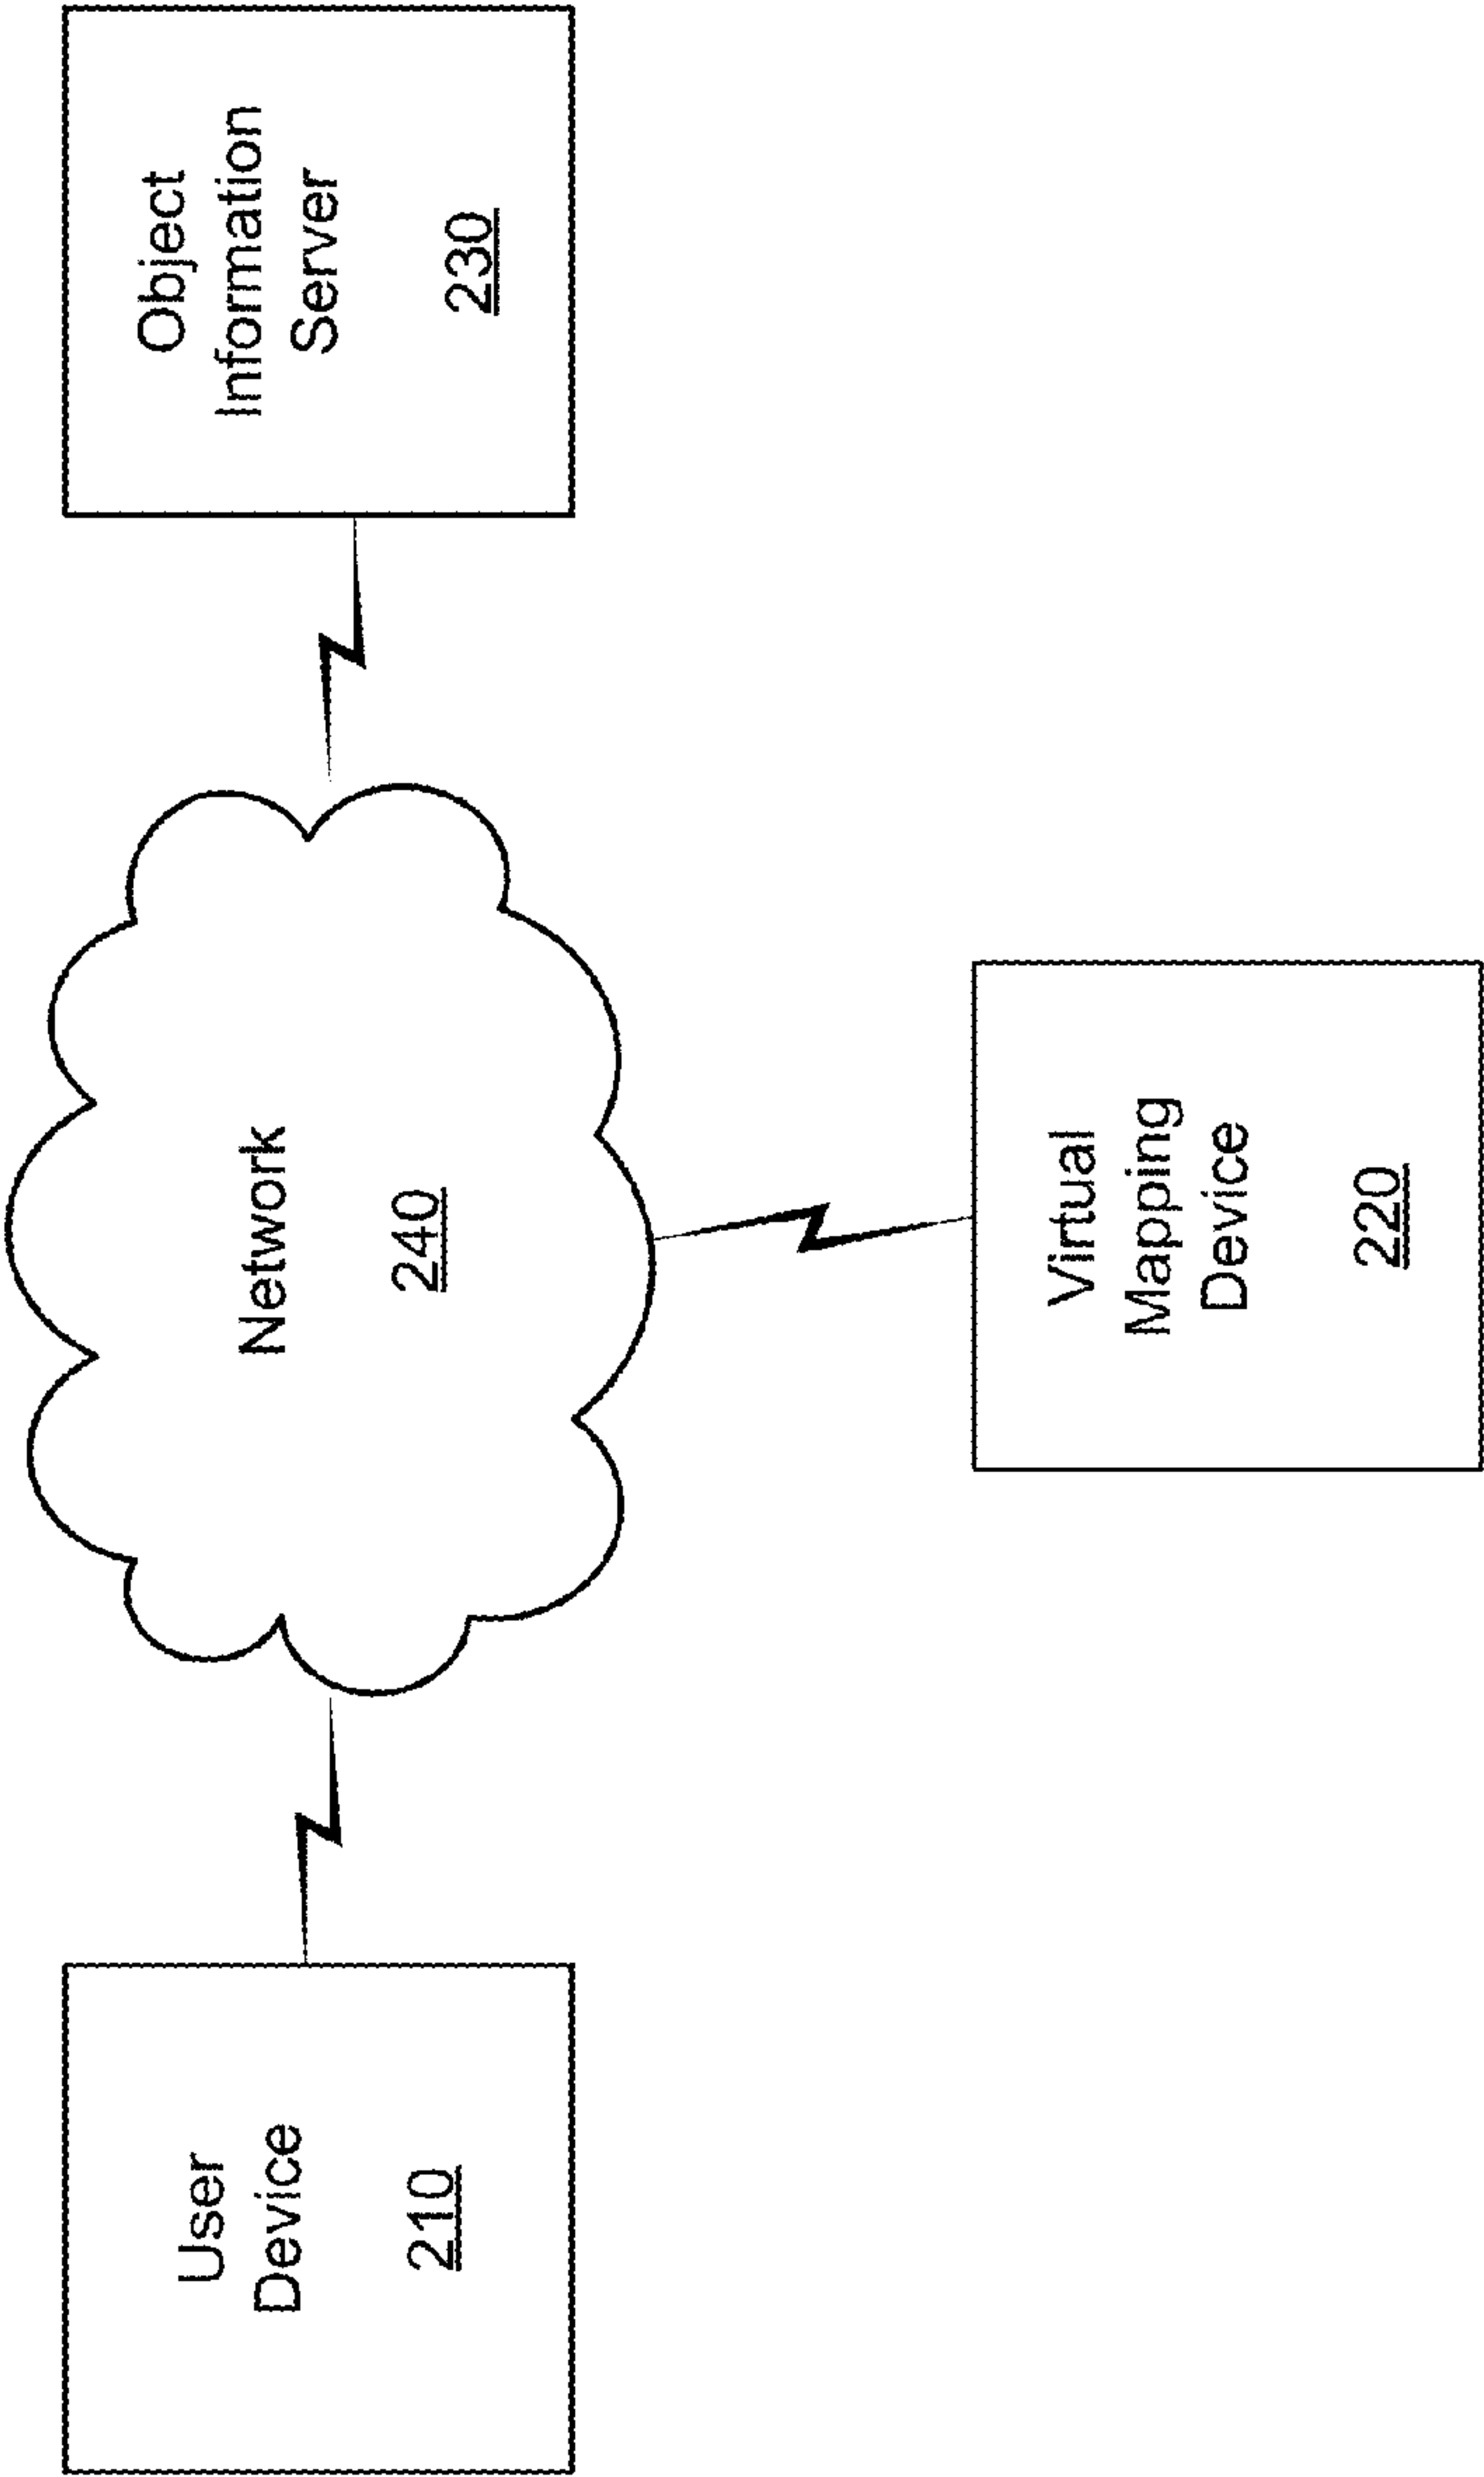 User
Device
210
Network
240
Object
Information
Server
230
Virtual
Mapping
Device
220